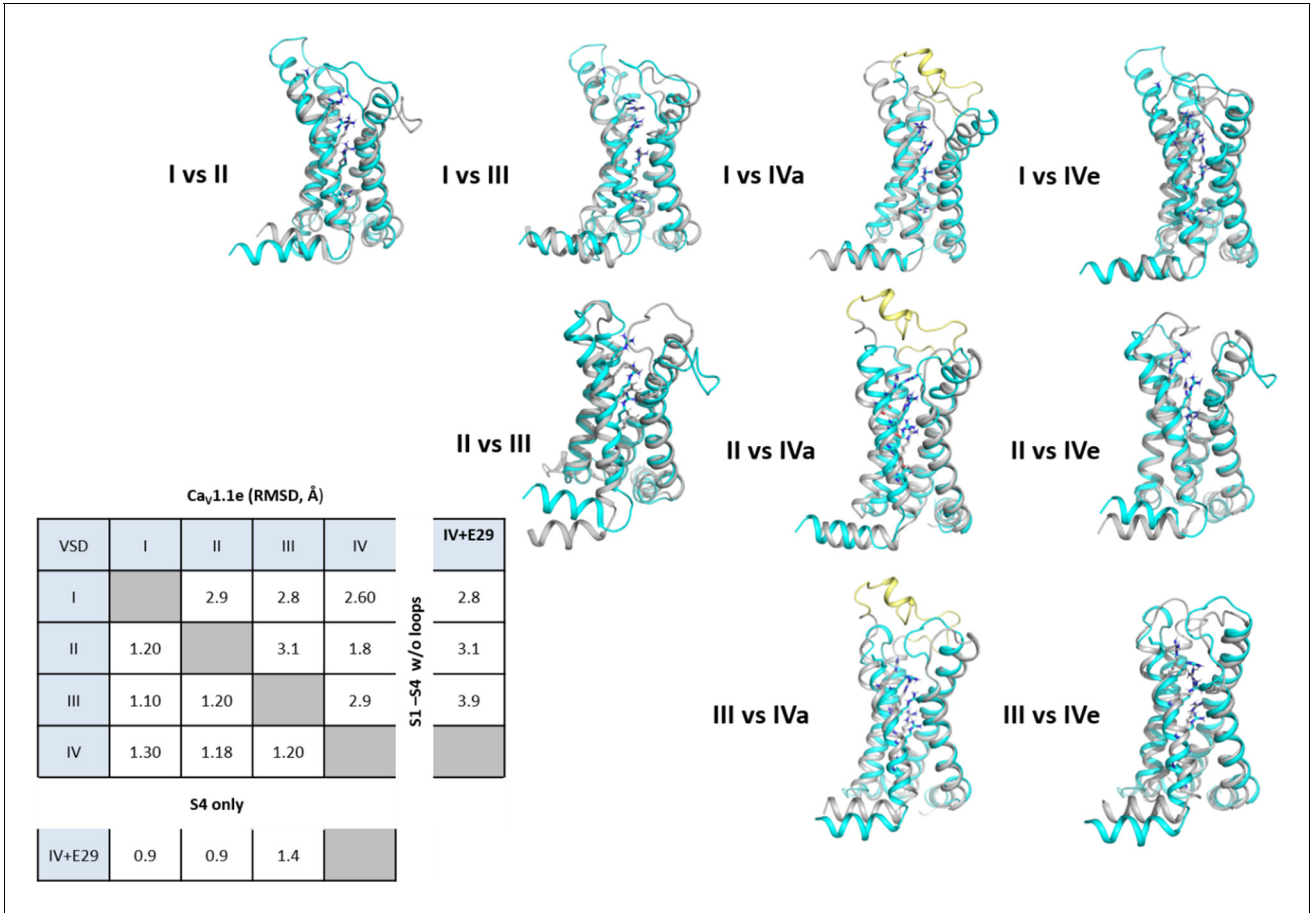 I vs II
I vs III
I vs IVa
I vs IVe
II vs III
II vs IVa
II vs IVe
III vs IVa
III vs IVe
CaV1.1e (RMSD, Å)
VSD I II III IV IV+E29
I 2.9 2.8 2.60 2.8
II 1.20 3.1 1.8 3.1
III 1.10 1.20 2.9 3.9
IV 1.30 1.18 1.20
S1 –S4 w/o loops
S4 only
IV+E29 0.9 0.9 1.4